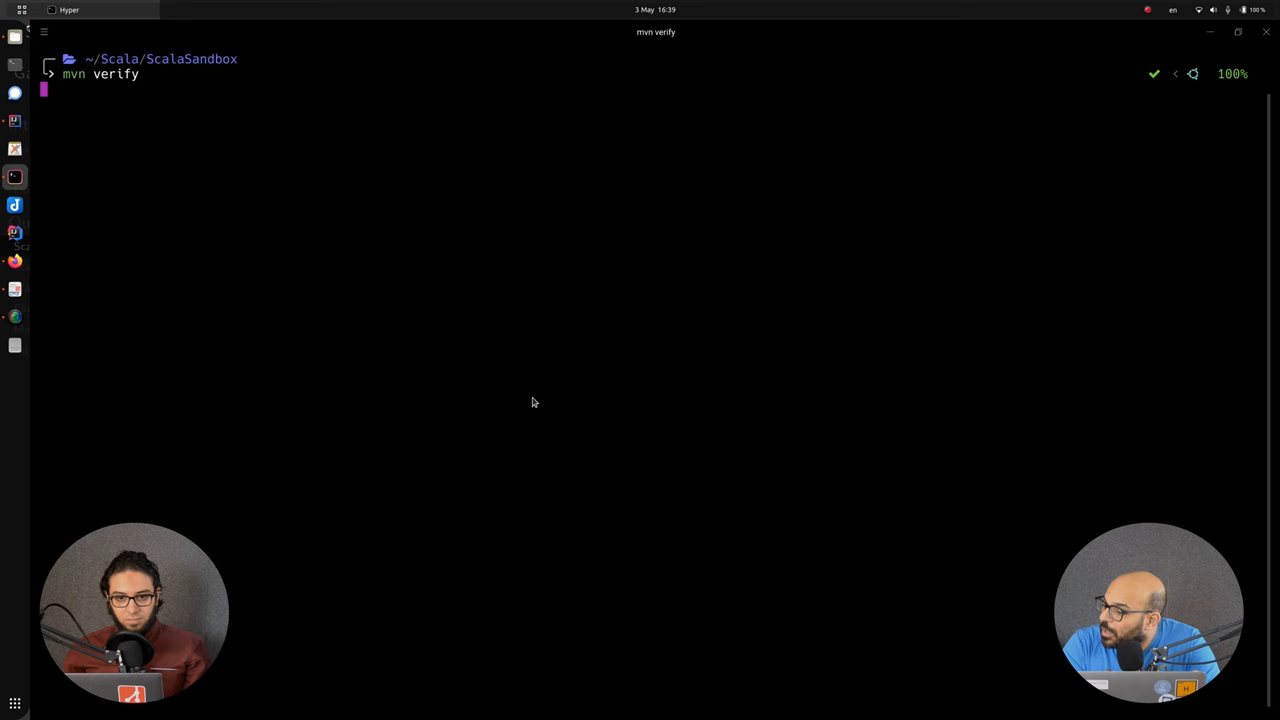 Hyper
3 May 16:39
en
100 %
mvn verify
~/Scala/ScalaSandbox
mvn verify
100%
H